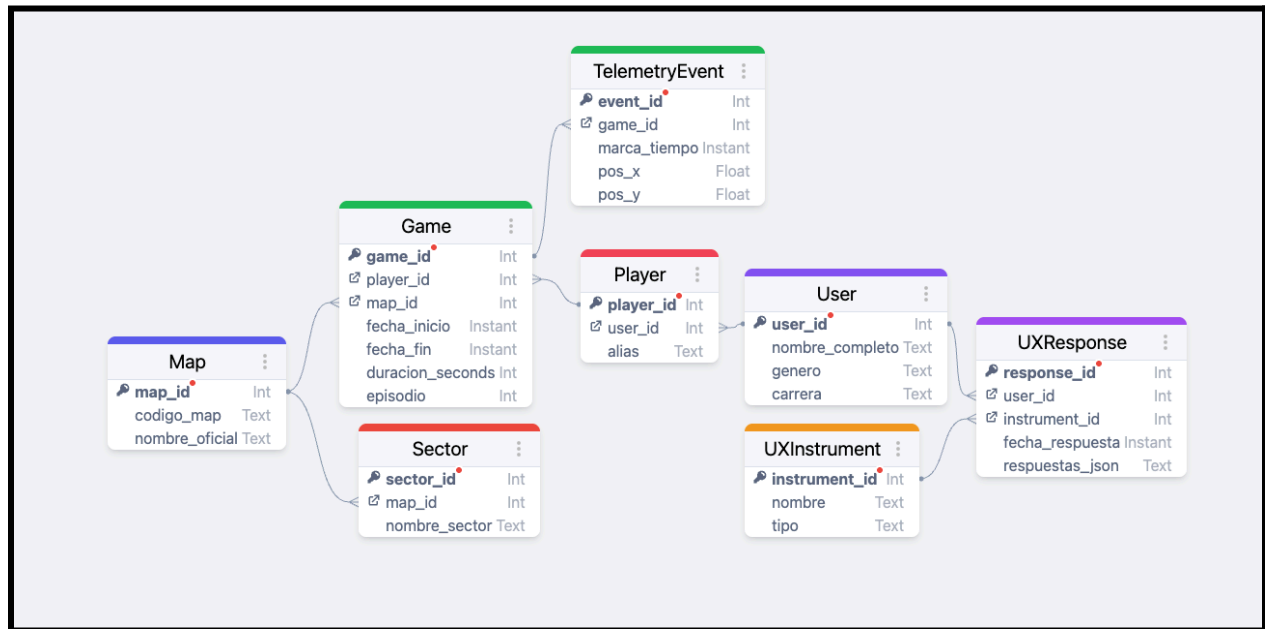 TelemetryEvent
event_id Int
game_id Int
marca_tiempo Instant
pos_x Float
pos_y Float
Game
game_id Int
player_id Int
map_id Int
fecha_inicio Instant
fecha_fin Instant
duracion_seconds Int
episodio Int
Player
player_id Int
user_id Int
alias Text
User
user_id Int
nombre_completo Text
genero Text
carrera Text
UXResponse
response_id Int
user_id Int
instrument_id Int
fecha_respuesta Instant
respuestas_json Text
Map
map_id Int
codigo_map Text
nombre_oficial Text
Sector
sector_id Int
map_id Int
nombre_sector Text
UXInstrument
instrument_id Int
nombre Text
tipo Text